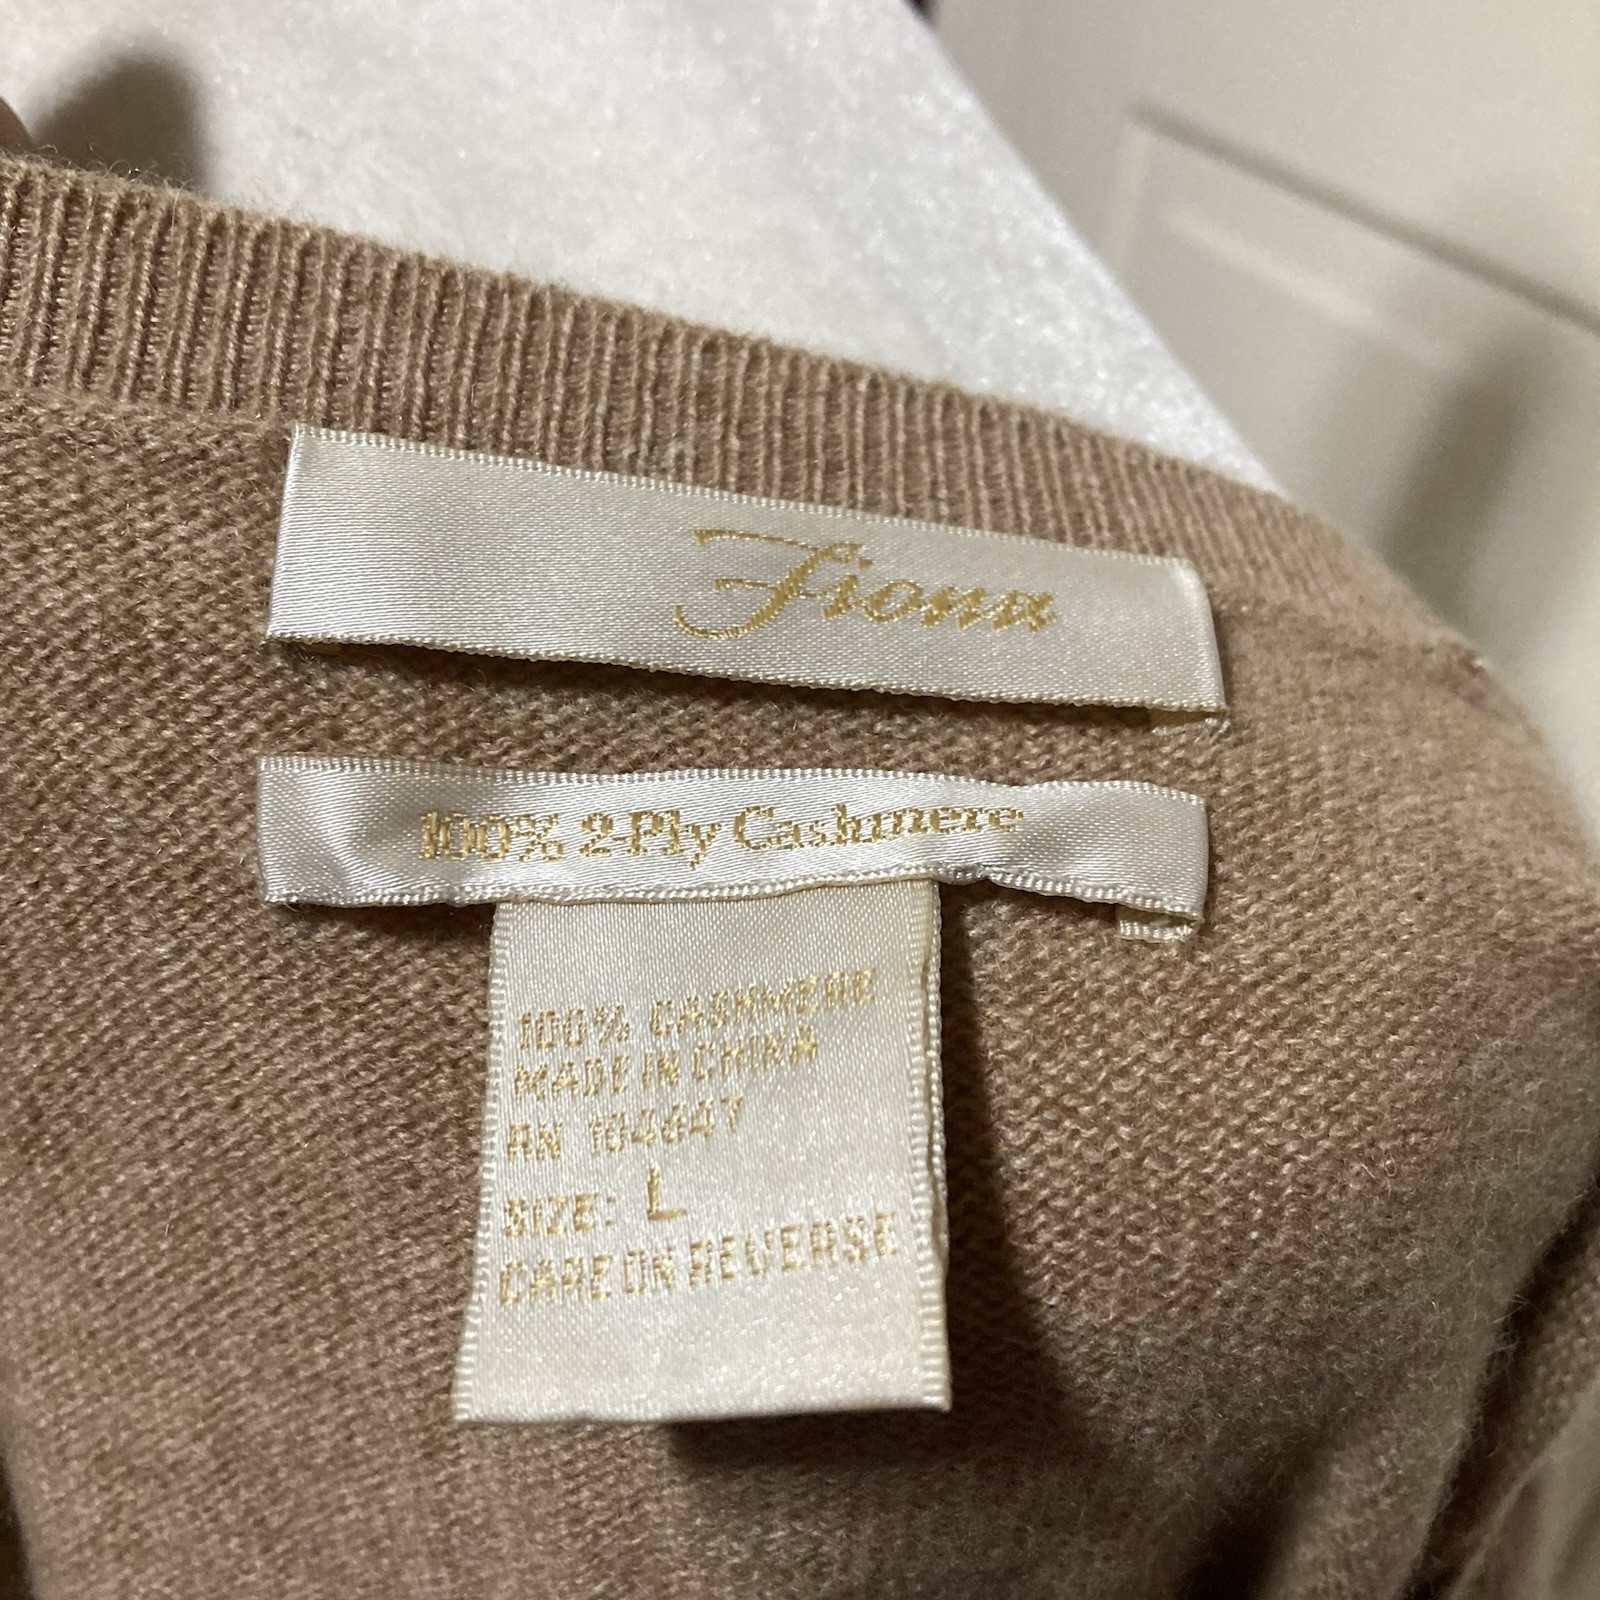 Fiona
100% 2-Ply Cashmere
100% CASHMERE
MADE IN CHINA
RN 104647
SIZE: L
CARE ON REVERSE